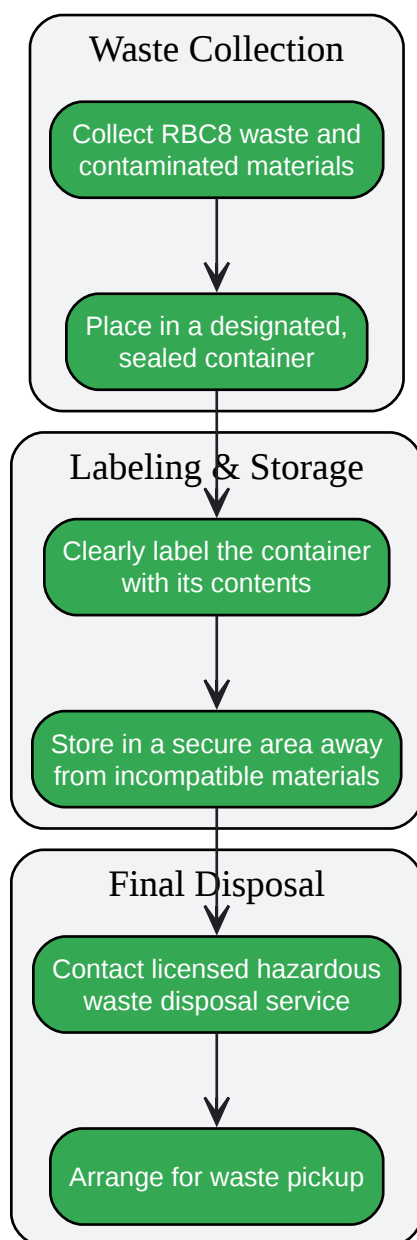 Waste Collection
Collect RBC8 waste and
contaminated materials
Place in a designated,
sealed container
Labeling & Storage
Clearly label the container
with its contents
Store in a secure area away
from incompatible materials
Final Disposal
Contact licensed hazardous
waste disposal service
Arrange for waste pickup